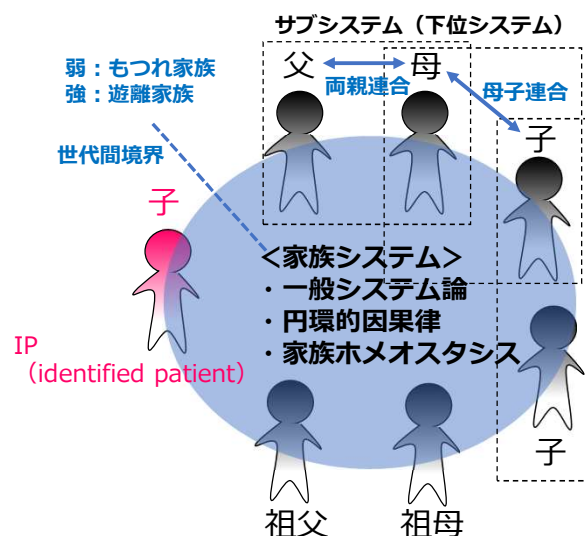 サブシステム（下位システム）
弱：もつれ家族
強：遊離家族
父
母
両親連合
母子連合
世代間境界
子
子
＜家族システム＞
・一般システム論
・円環的因果律
・家族ホメオスタシス
IP
（identified patient）
子
祖父
祖母